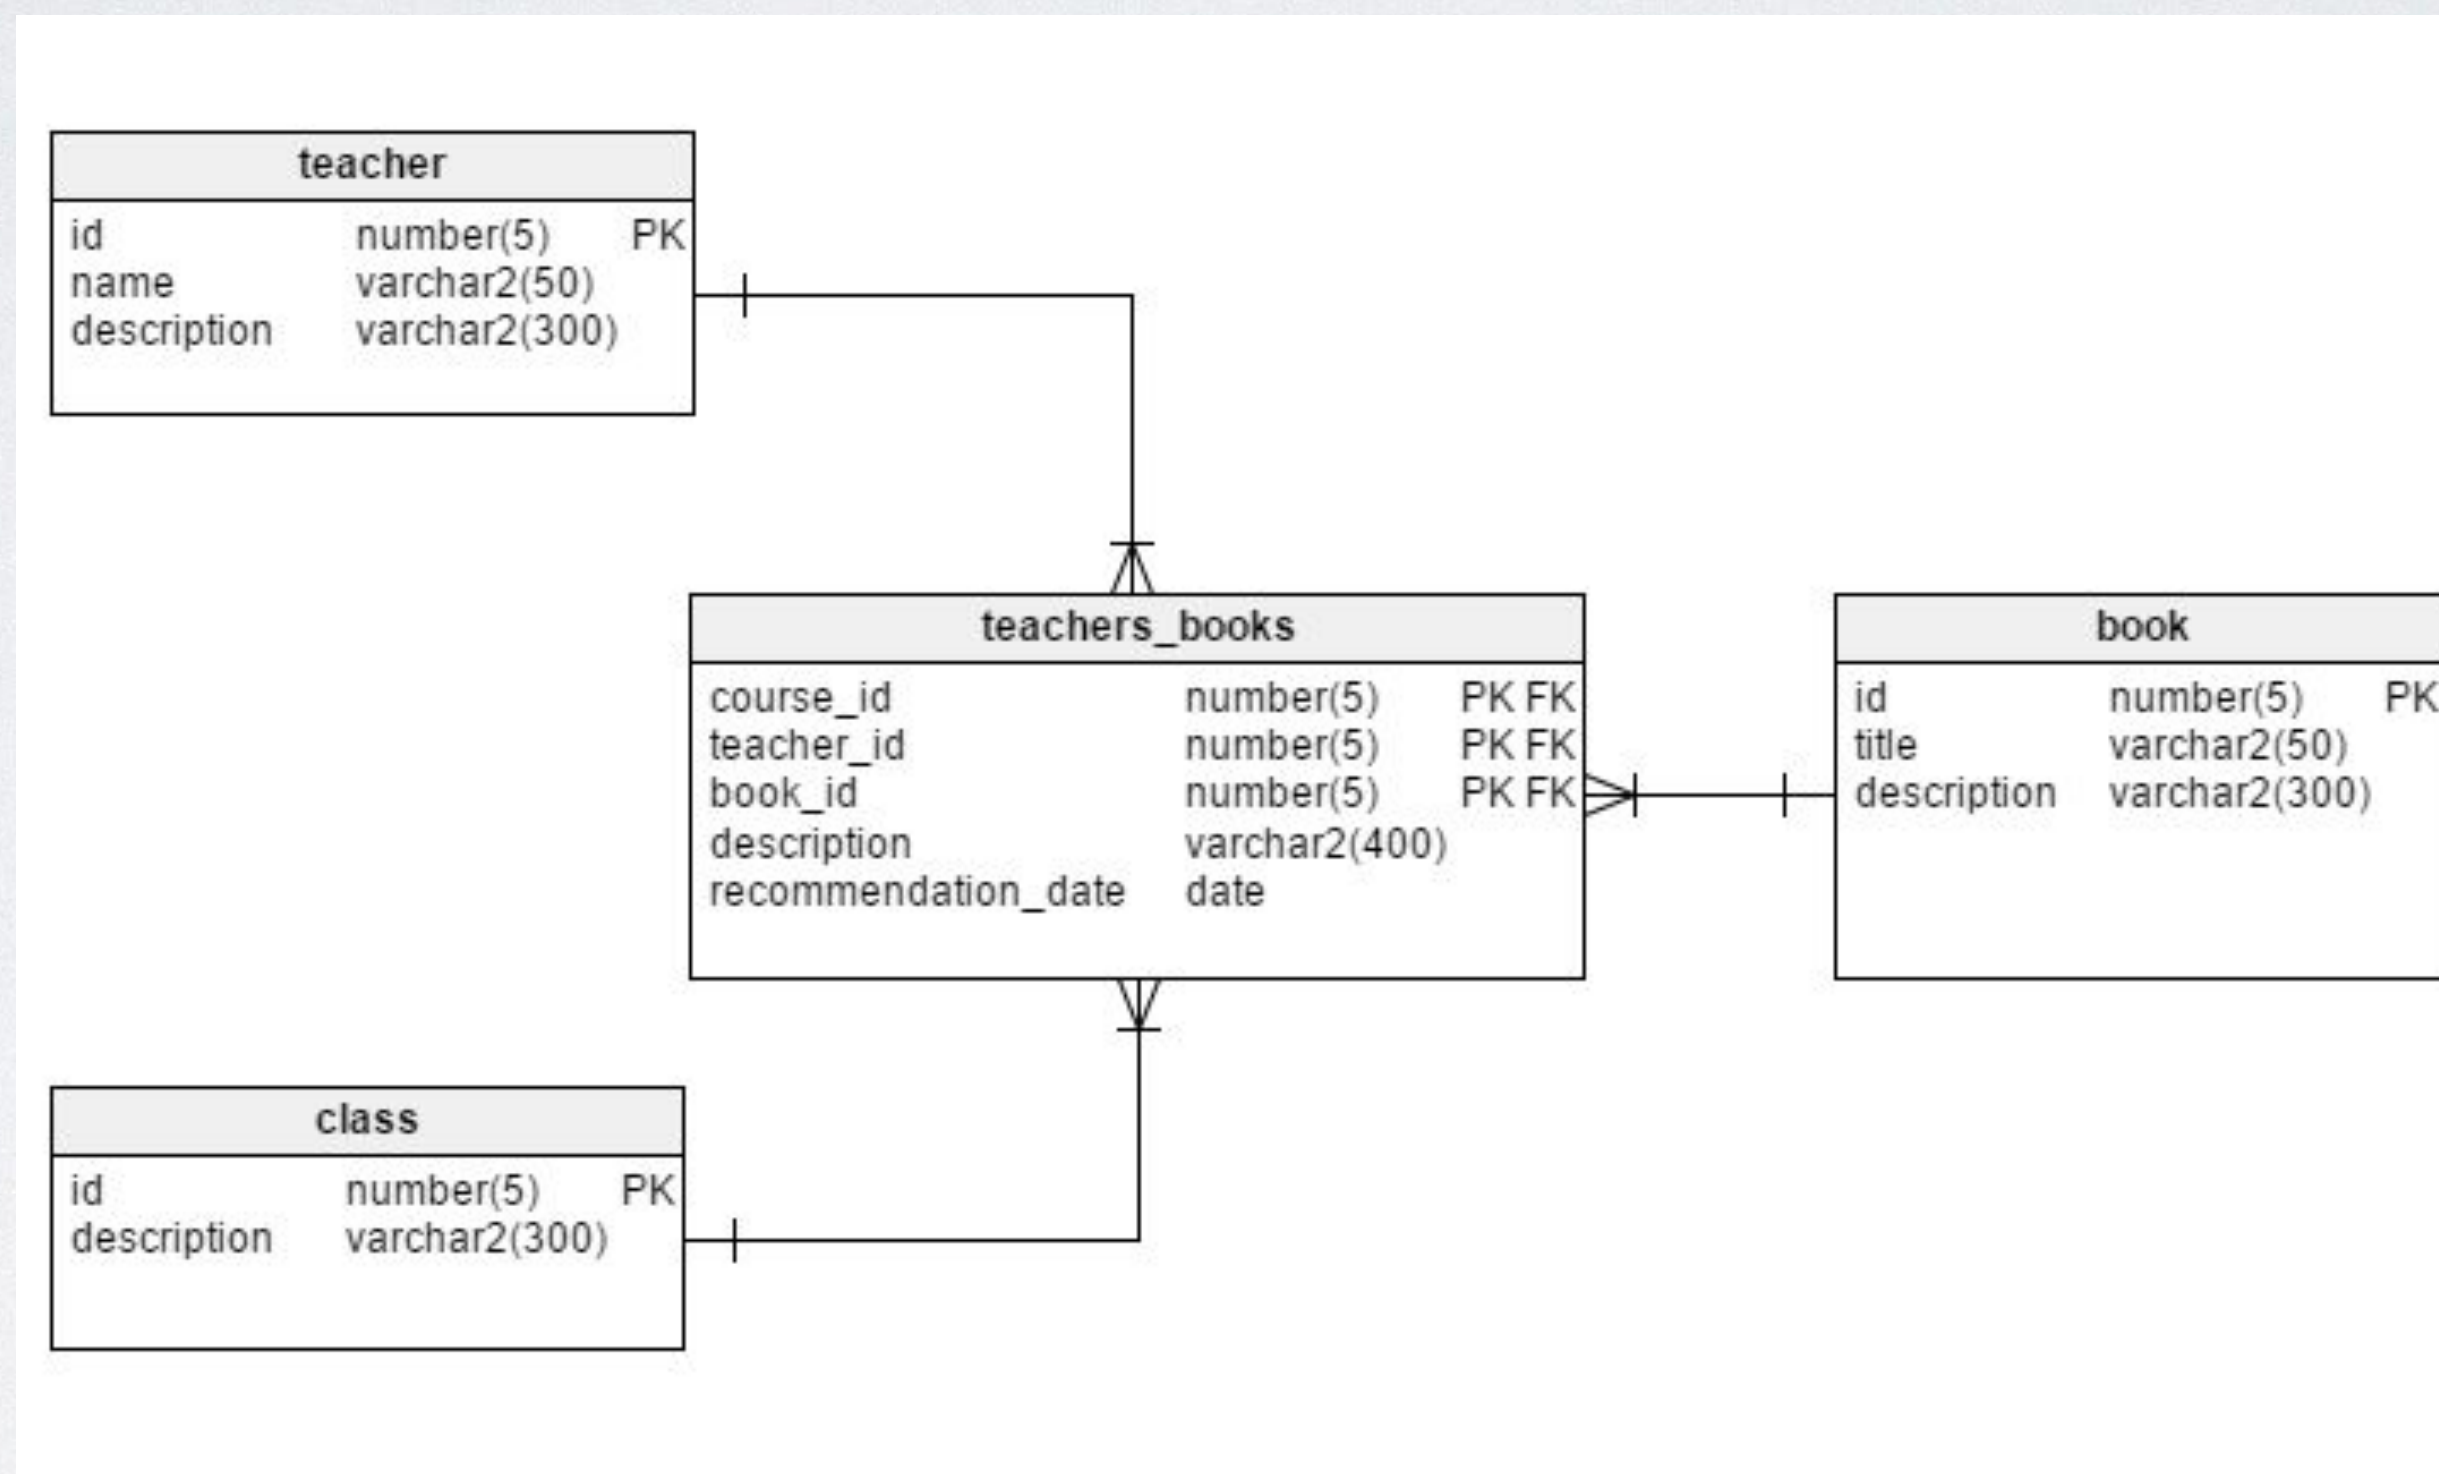 teacher
id number(5) PK
name varchar2(50)
description varchar2(300)
teachers_books
course_id number(5) PK FK
teacher_id number(5) PK FK
book_id number(5) PK FK
description varchar2(400)
recommendation_date date
book
id number(5) PK
title varchar2(50)
description varchar2(300)
class
id number(5) PK
description varchar2(300)